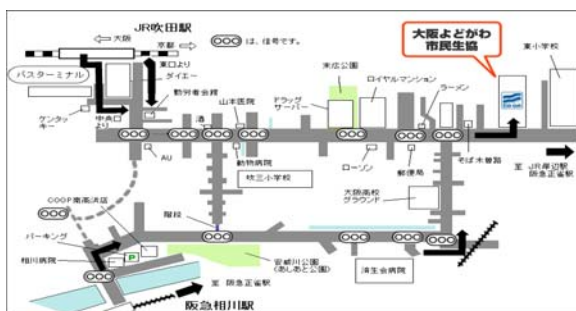 JR吹田駅
大阪
京都
は、信号です。
バスターミナル
東口より
ダイエー
中央より
ケンタッキー
勤労者会館
AU
酒
山本医院
動物病院
吹三小学校
末広公園
ドラッグ
サーバー
ロイヤルマンション
ローソン
郵便局
ラーメン
大阪よどがわ
市民生協
東小学校
そば木曽路
至 JR岸辺駅
阪急正雀駅
大阪高校
グラウンド
COOP南高浜店
パーキング
相川病院
P
階段
安威川公園
(あしあと公園)
済生会病院
至 阪急正雀駅
阪急相川駅